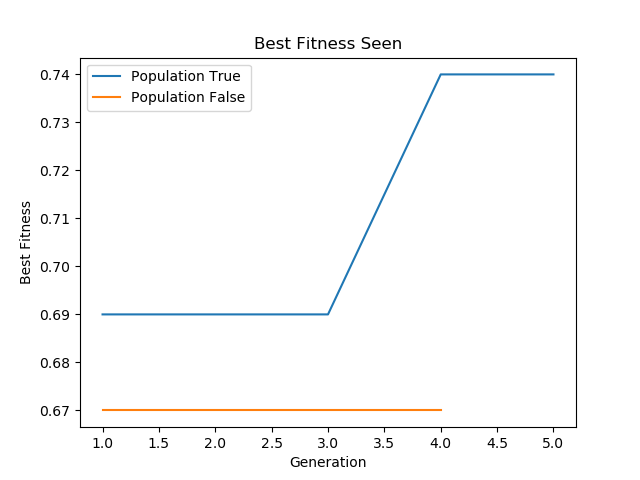 Best Fitness Seen
Population True
Population False
Best Fitness
0.74
0.73
0.72
0.71
0.70
0.69
0.68
0.67
1.0 1.5 2.0 2.5 3.0 3.5 4.0 4.5 5.0
Generation